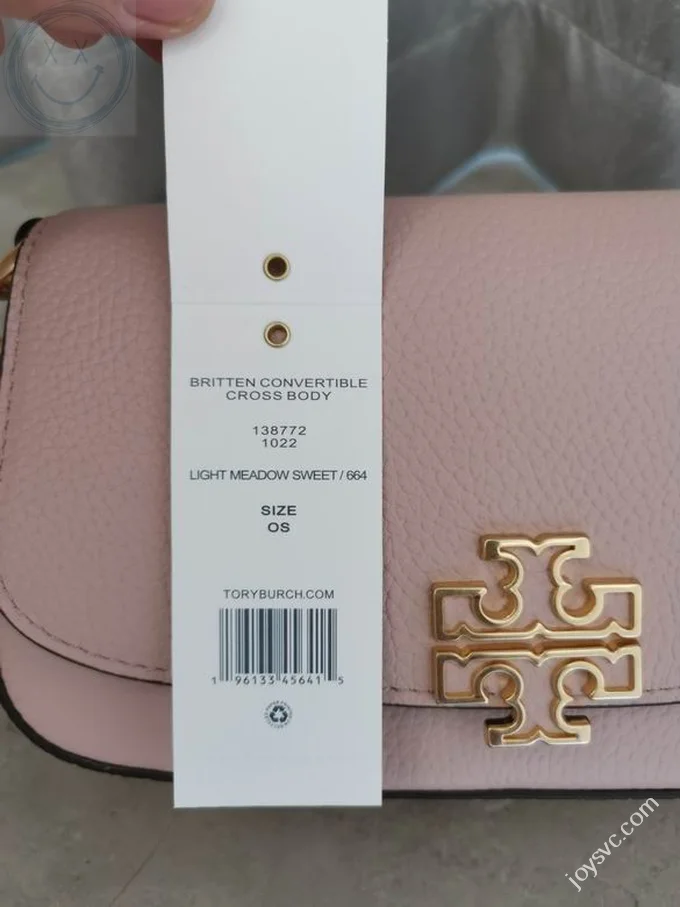 BRITTEN CONVERTIBLE
CROSS BODY
138772
1022
LIGHT MEADOW SWEET / 664
SIZE
OS
TORYBURCH.COM
1 96133 45641 5
joysvc.com